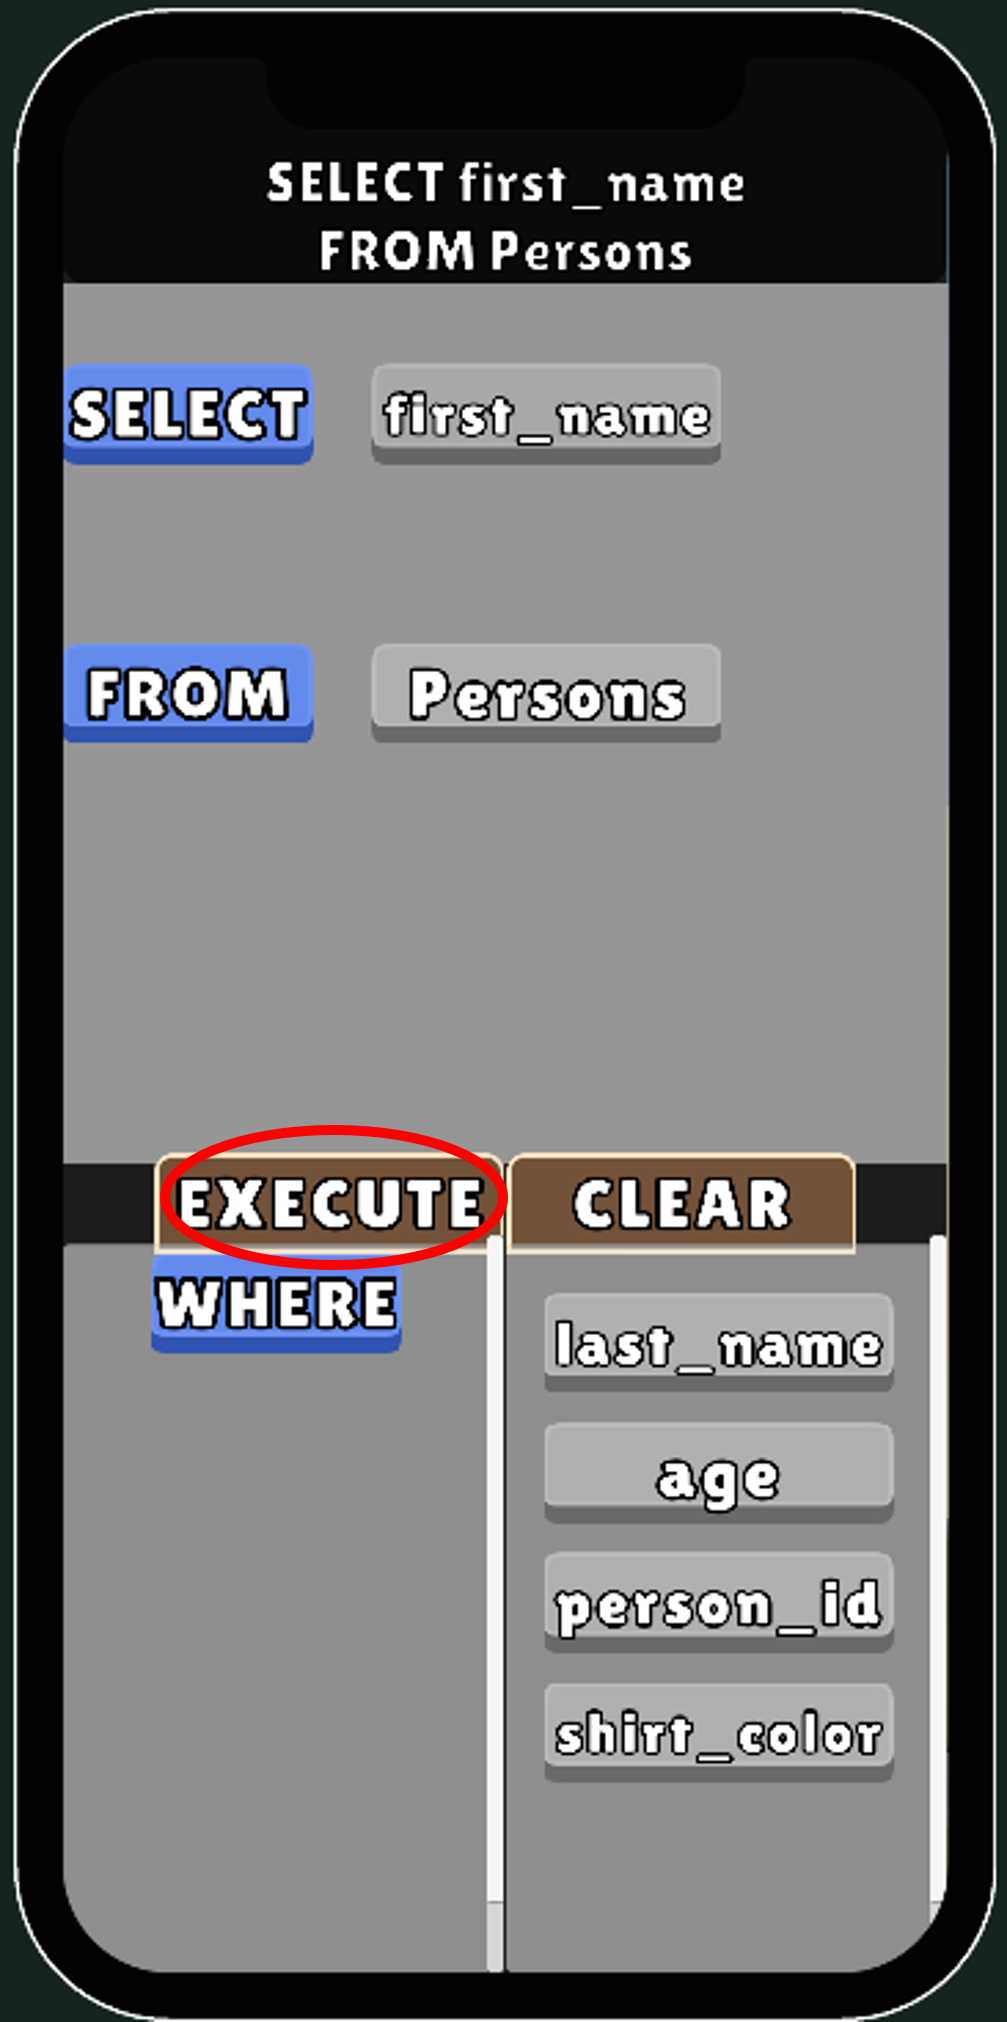 SELECT first_name
FROM Persons
SELECT first_name
FROM Persons
EXECUTE CLEAR
WHERE
last_name
age
person_id
shirt_color